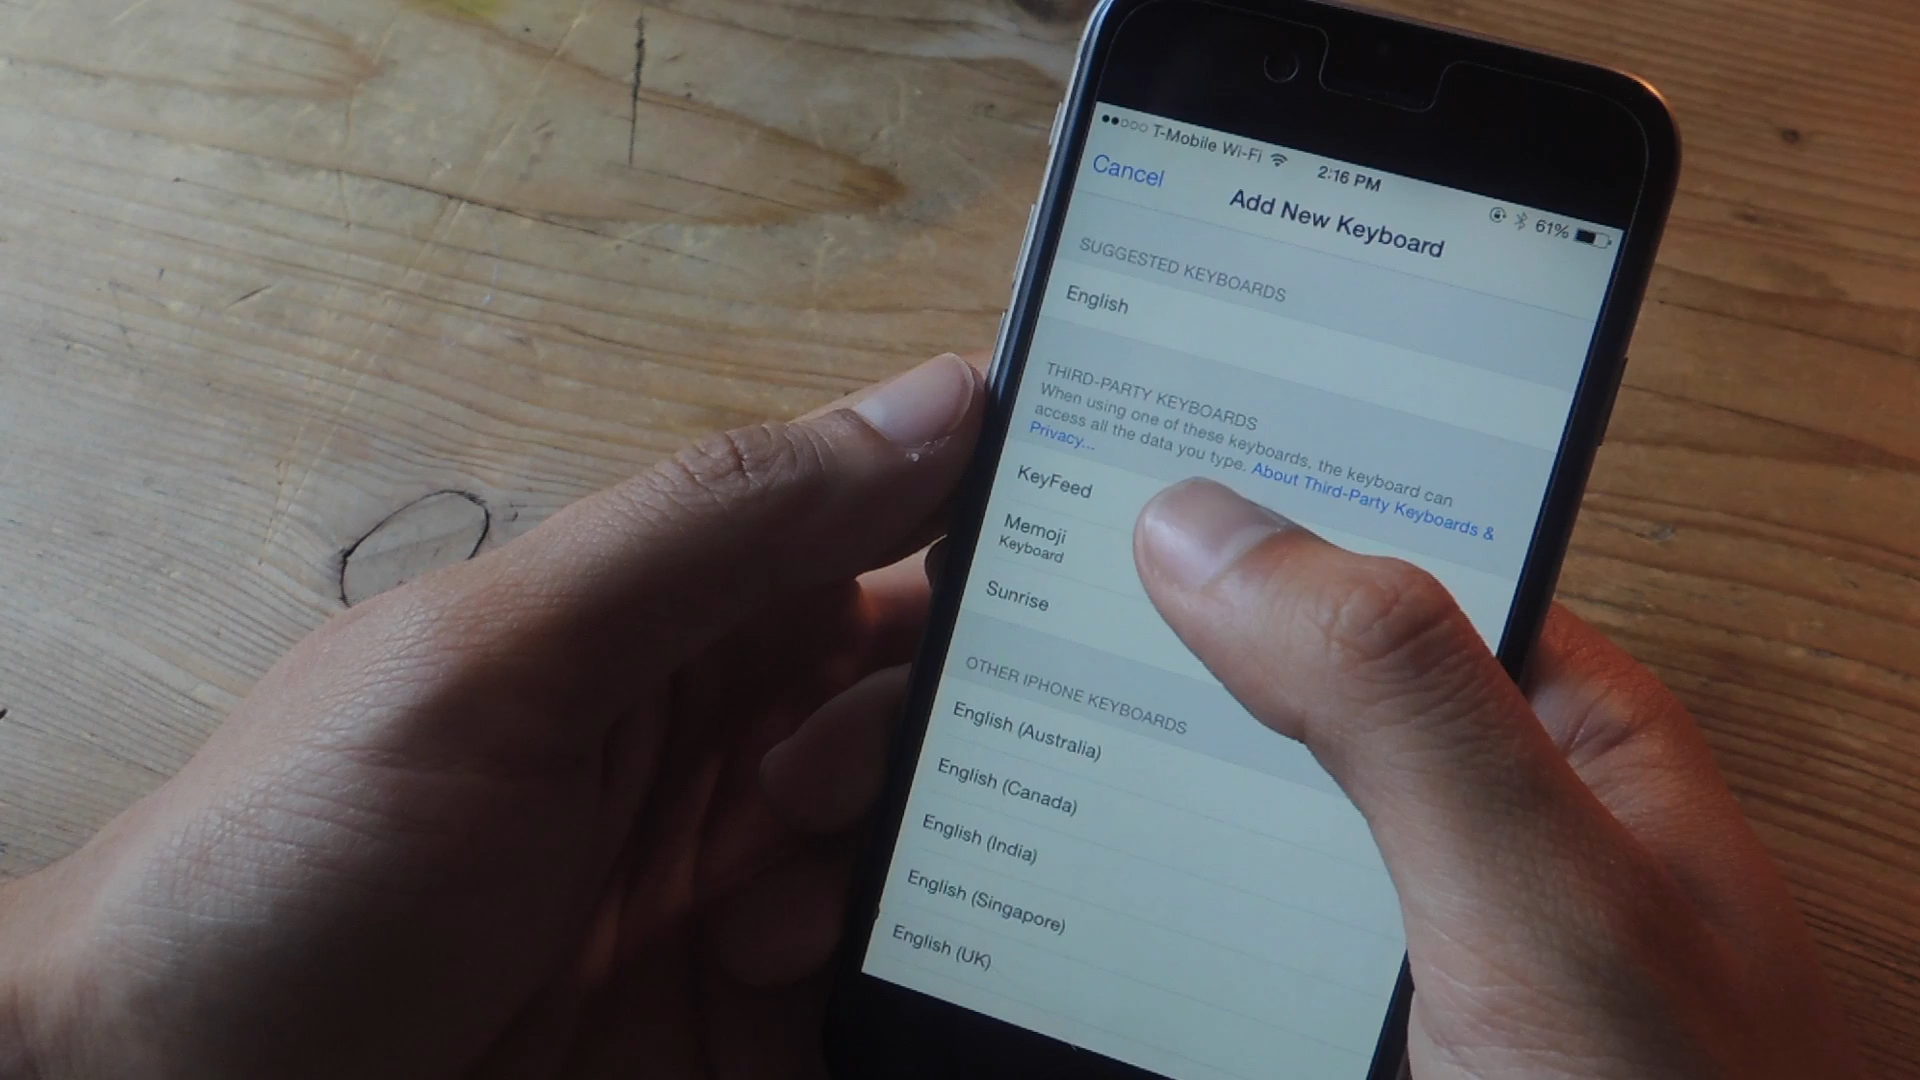 T-Mobile Wi-Fi 2:16 PM 61%
Cancel
Add New Keyboard
SUGGESTED KEYBOARDS
English
THIRD-PARTY KEYBOARDS
When using one of these keyboards, the keyboard can
access all the data you type. About Third-Party Keyboards &
Privacy...
KeyFeed
Memoji
Keyboard
Sunrise
OTHER IPHONE KEYBOARDS
English (Australia)
English (Canada)
English (India)
English (Singapore)
English (UK)